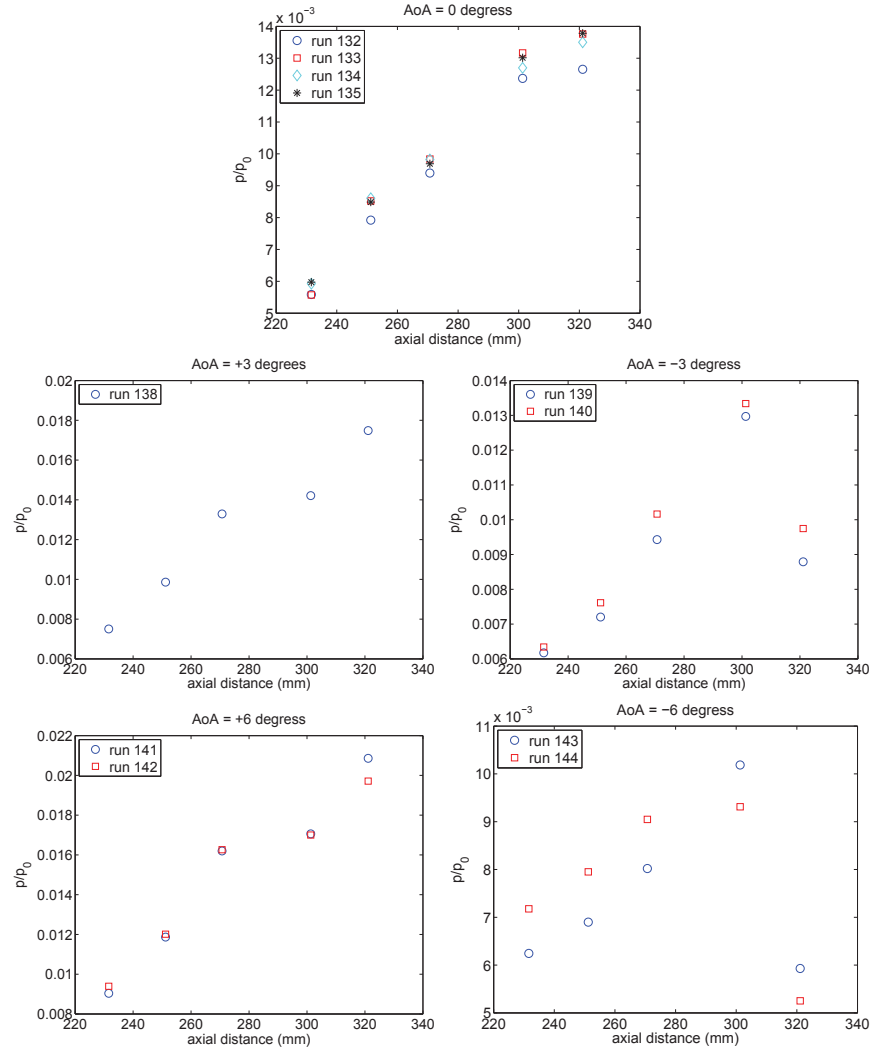 AoA = 0 degress
x 10⁻³
14
13
12
11
10
9
8
7
6
5
p/p₀
run 132
run 133
run 134
run 135
220 240 260 280 300 320 340
axial distance (mm)
AoA = +3 degrees
0.02
0.018
0.016
0.014
0.012
0.01
0.008
0.006
p/p₀
run 138
220 240 260 280 300 320 340
axial distance (mm)
AoA = −3 degress
0.014
0.013
0.012
0.011
0.01
0.009
0.008
0.007
0.006
p/p₀
run 139
run 140
220 240 260 280 300 320 340
axial distance (mm)
AoA = +6 degress
0.022
0.02
0.018
0.016
0.014
0.012
0.01
0.008
p/p₀
run 141
run 142
220 240 260 280 300 320 340
axial distance (mm)
AoA = −6 degress
x 10⁻³
11
10
9
8
7
6
5
p/p₀
run 143
run 144
220 240 260 280 300 320 340
axial distance (mm)